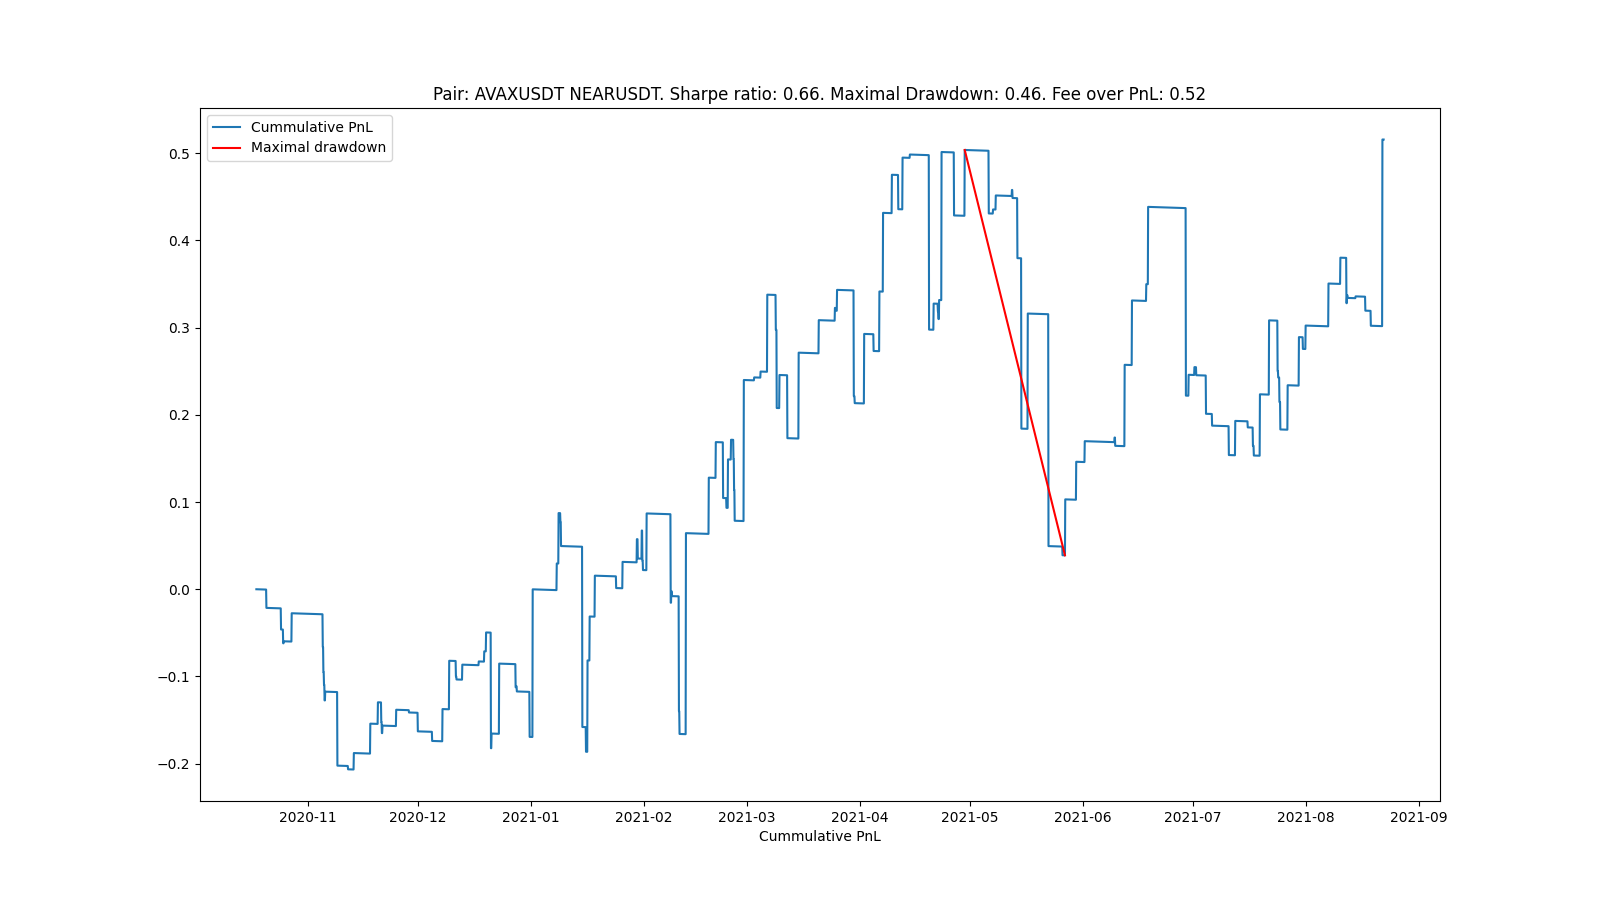 Pair: AVAXUSDT NEARUSDT. Sharpe ratio: 0.66. Maximal Drawdown: 0.46. Fee over PnL: 0.52
Cummulative PnL
Maximal drawdown
0.5
0.4
0.3
0.2
0.1
0.0
−0.1
−0.2
2020-11 2020-12 2021-01 2021-02 2021-03 2021-04 2021-05 2021-06 2021-07 2021-08 2021-09
Cummulative PnL